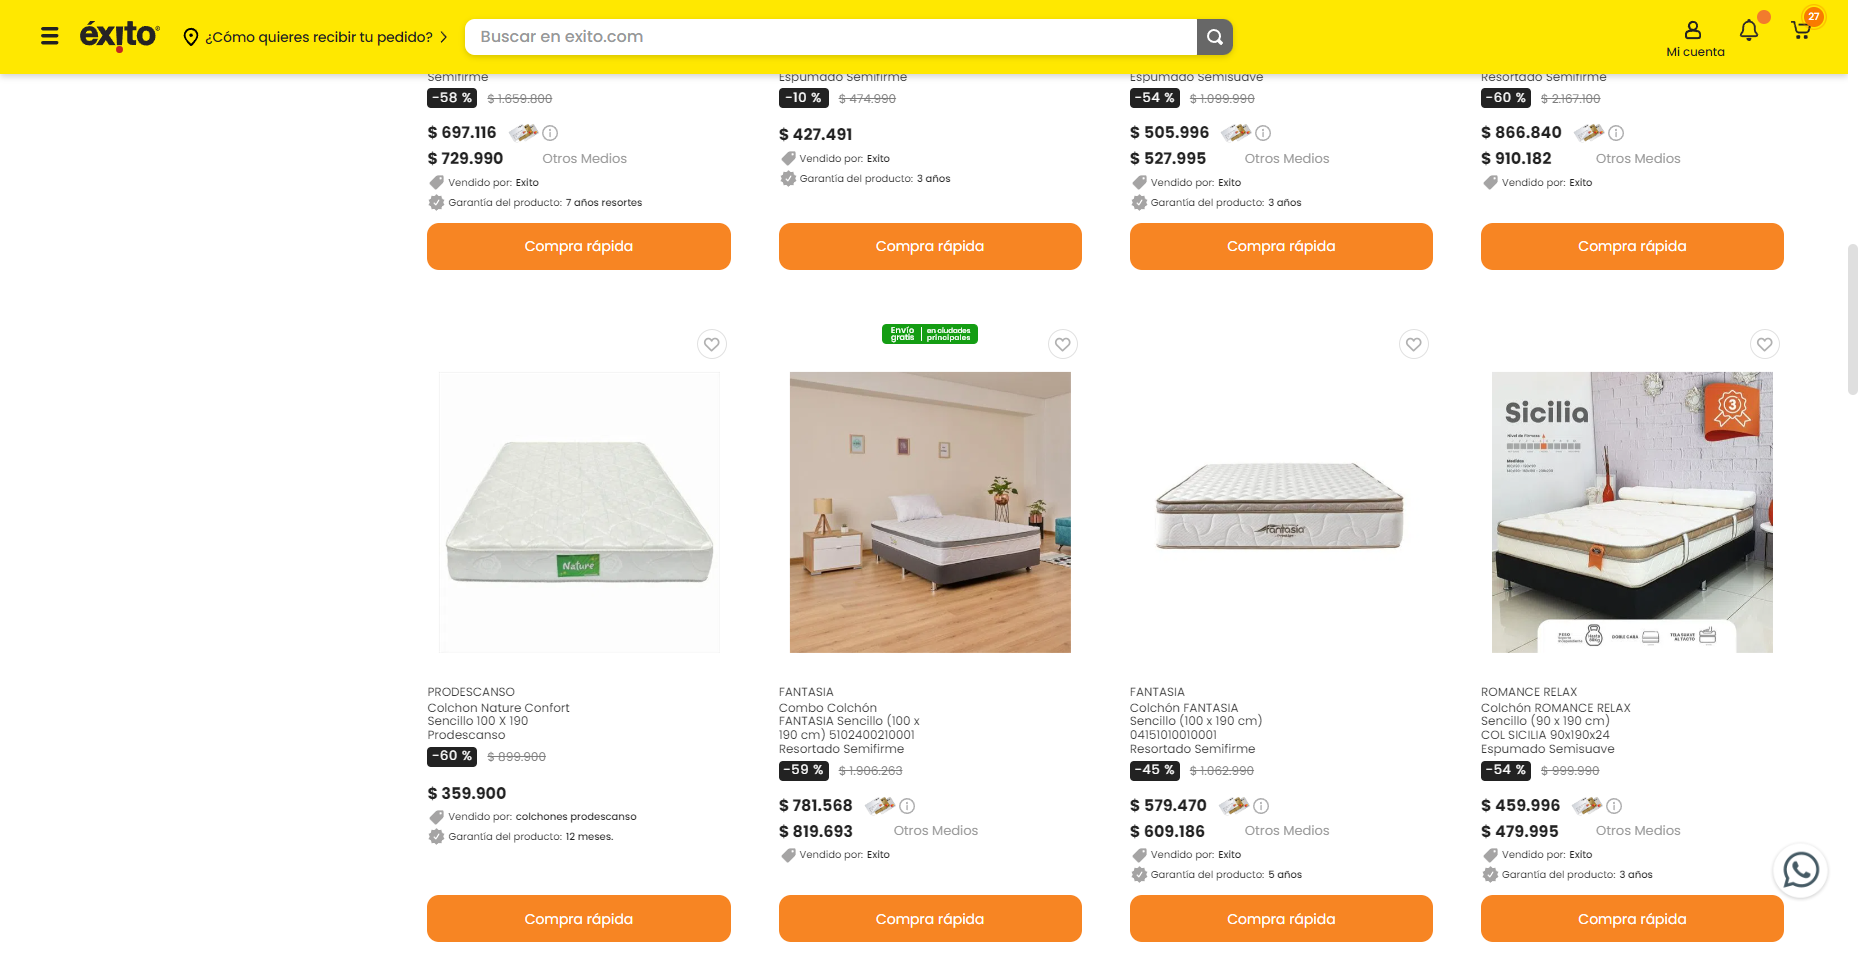 éxito
¿Cómo quieres recibir tu pedido?
Buscar en exito.com
Mi cuenta
27
Semifirme
-58 % $ 1.659.800
$ 697.116
$ 729.990 Otros Medios
Vendido por: Exito
Garantía del producto: 7 años resortes
Compra rápida
Espumado Semifirme
-10 % $ 474.990
$ 427.491
Vendido por: Exito
Garantía del producto: 3 años
Compra rápida
Espumado Semisuave
-54 % $ 1.099.990
$ 505.996
$ 527.995 Otros Medios
Vendido por: Exito
Garantía del producto: 3 años
Compra rápida
Resortado Semifirme
-60 % $ 2.167.100
$ 866.840
$ 910.182 Otros Medios
Vendido por: Exito
Compra rápida
Nature
PRODESCANSO
Colchon Nature Confort
Sencillo 100 X 190
Prodescanso
-60 % $ 899.900
$ 359.900
Vendido por: colchones prodescanso
Garantía del producto: 12 meses.
Compra rápida
Envío gratis en ciudades principales
FANTASIA
Combo Colchón
FANTASIA Sencillo (100 x
190 cm) 5102400210001
Resortado Semifirme
-59 % $ 1.906.263
$ 781.568
$ 819.693 Otros Medios
Vendido por: Exito
Compra rápida
fantasia
FANTASIA
Colchón FANTASIA
Sencillo (100 x 190 cm)
04151010010001
Resortado Semifirme
-45 % $ 1.062.990
$ 579.470
$ 609.186 Otros Medios
Vendido por: Exito
Garantía del producto: 5 años
Compra rápida
Sicilia
3
Nivel de firmeza
Medidas
PESO
DOBLE CARA
TELA SUAVE
AL TACTO
ROMANCE RELAX
Colchón ROMANCE RELAX
Sencillo (90 x 190 cm)
COL SICILIA 90x190x24
Espumado Semisuave
-54 % $ 999.990
$ 459.996
$ 479.995 Otros Medios
Vendido por: Exito
Garantía del producto: 3 años
Compra rápida